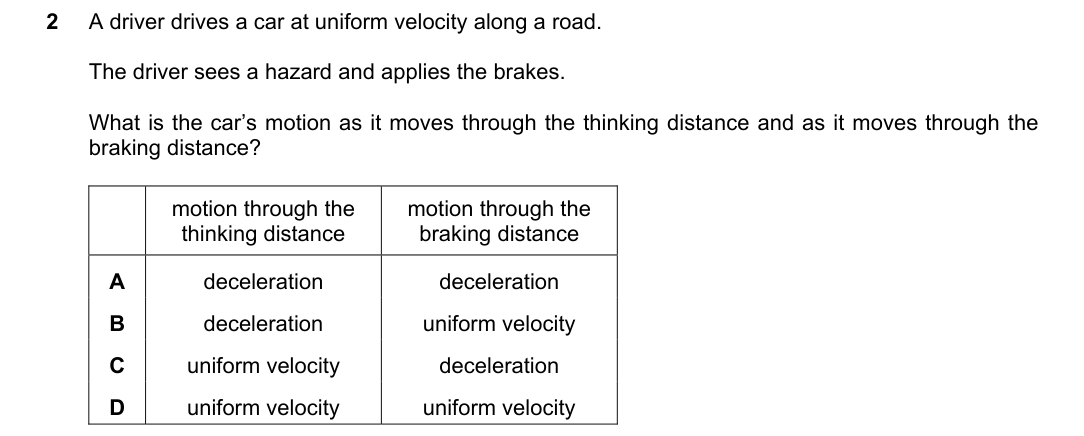 2 A driver drives a car at uniform velocity along a road.
The driver sees a hazard and applies the brakes.
What is the car's motion as it moves through the thinking distance and as it moves through the
braking distance?
motion through the thinking distance motion through the braking distance
A deceleration deceleration
B deceleration uniform velocity
C uniform velocity deceleration
D uniform velocity uniform velocity